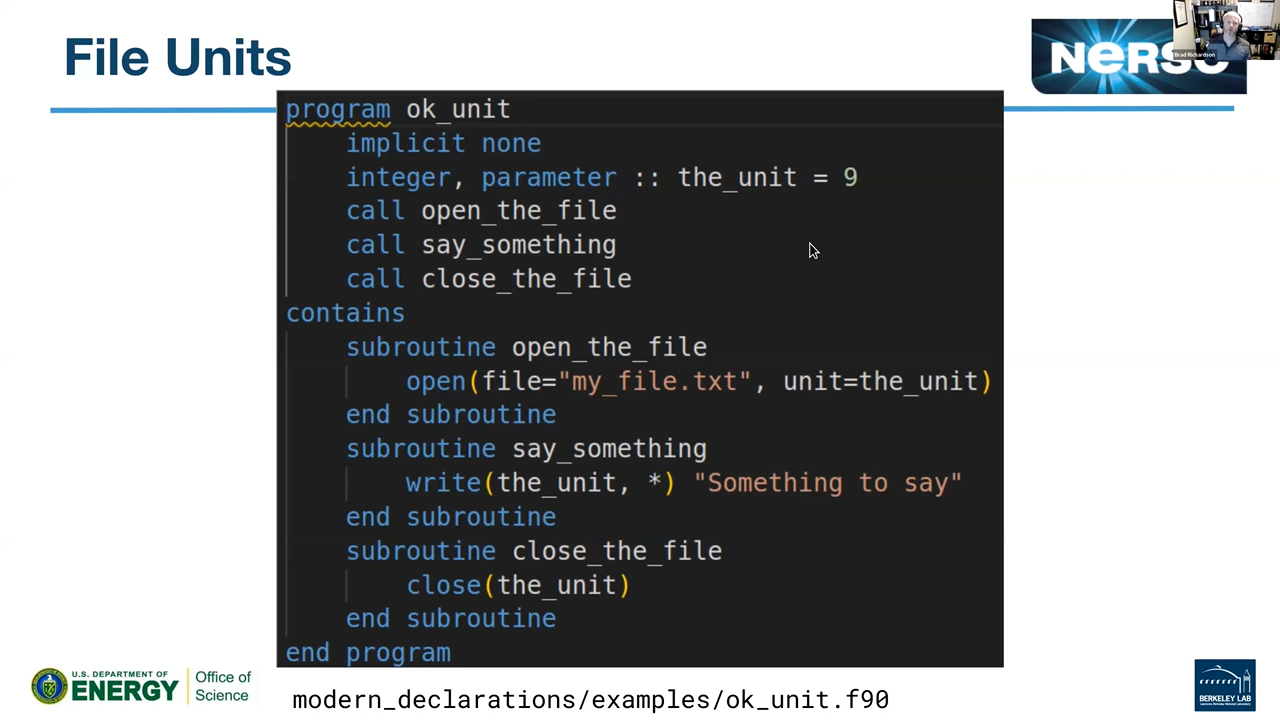 File Units
NERSC
Brad Richardson
program ok_unit
    implicit none
    integer, parameter :: the_unit = 9
    call open_the_file
    call say_something
    call close_the_file
contains
    subroutine open_the_file
        open(file="my_file.txt", unit=the_unit)
    end subroutine
    subroutine say_something
        write(the_unit, *) "Something to say"
    end subroutine
    subroutine close_the_file
        close(the_unit)
    end subroutine
end program
U.S. DEPARTMENT OF
ENERGY
Office of
Science
modern_declarations/examples/ok_unit.f90
BERKELEY LAB